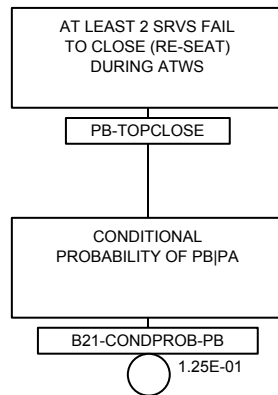 AT LEAST 2 SRVS FAIL
TO CLOSE (RE-SEAT)
DURING ATWS
PB-TOPCLOSE
CONDITIONAL
PROBABILITY OF PB|PA
B21-CONDPROB-PB
1.25E-01